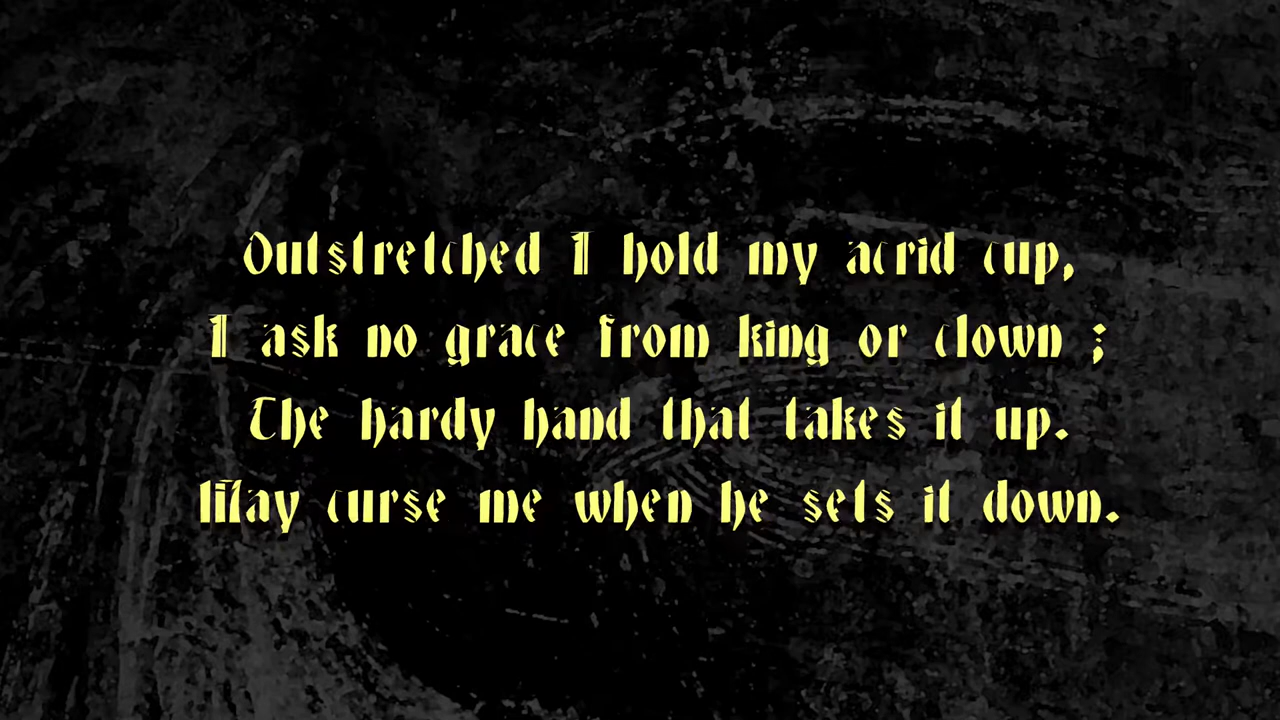 Outstretched I hold my acrid cup,
I ask no grace from king or clown ;
The hardy hand that takes it up.
May curse me when he sets it down.